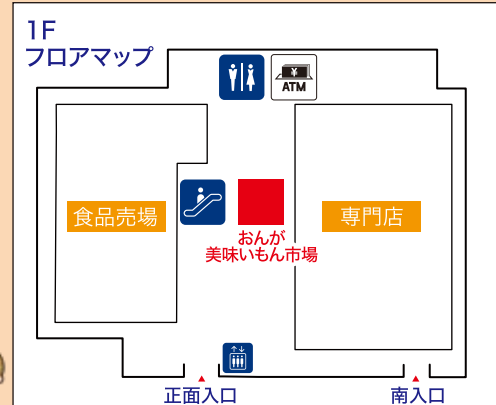 1F
フロアマップ
¥
ATM
食品売場
専門店
おんが
美味いもん市場
正面入口
南入口